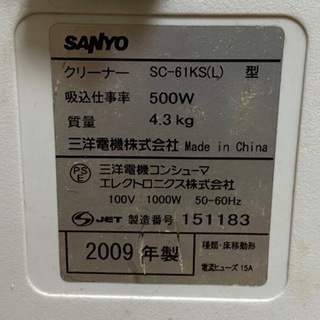 SANYO
クリーナー SC-61KS(L) 型
吸込仕事率 500W
質量 4.3 kg
三洋電機株式会社 Made in China
PSE 三洋電機コンシューマ
エレクトロニクス株式会社
100V 1000W 50-60Hz
JET 製造番号 151183
2009 年製
種類・床移動形
電流ヒューズ 15A